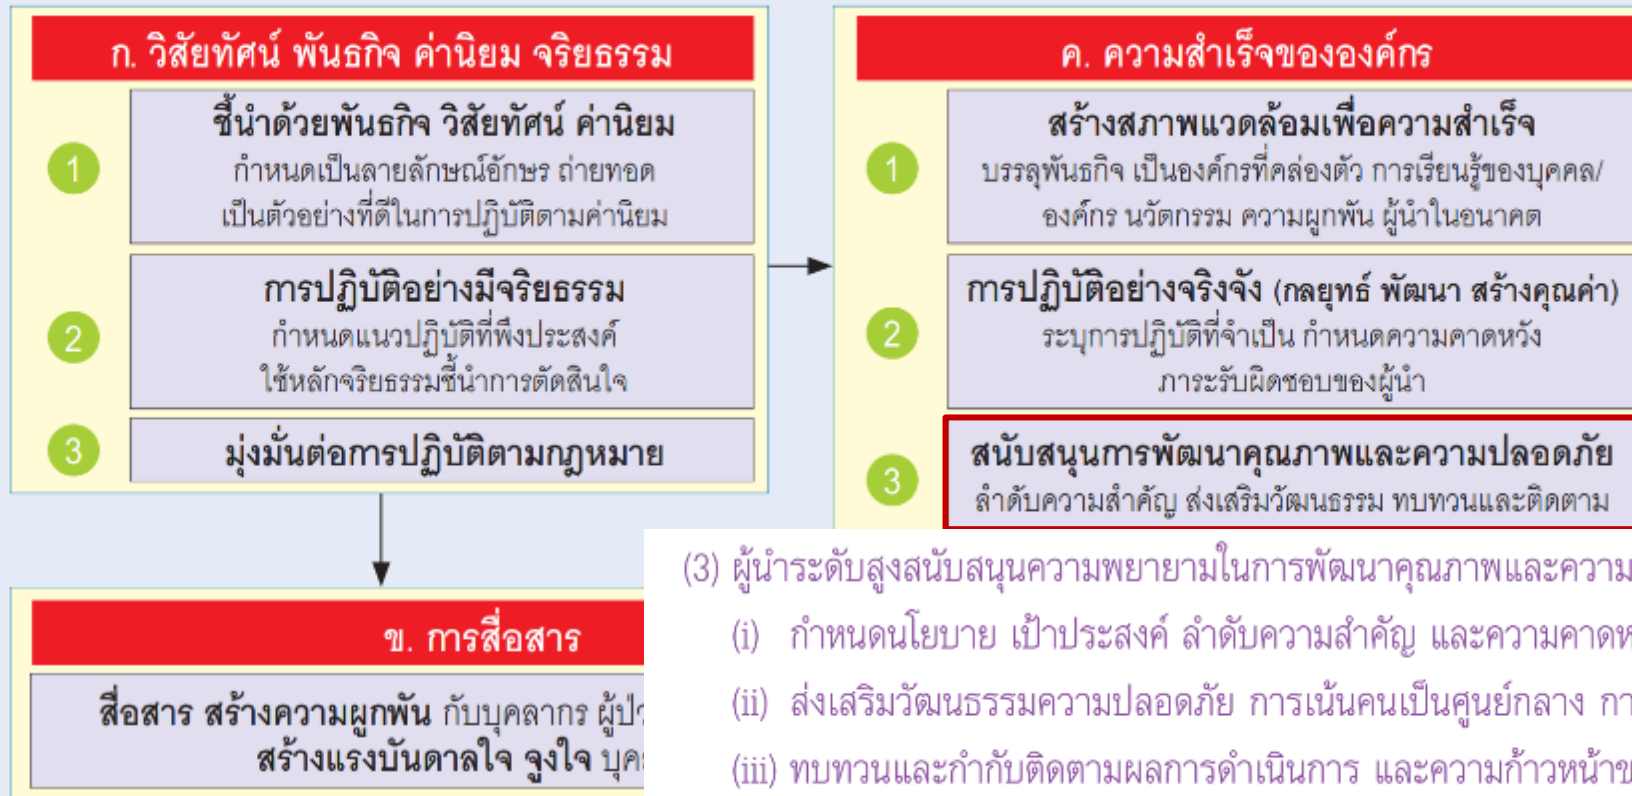 ก. วิสัยทัศน์ พันธกิจ ค่านิยม จริยธรรม
1
ชี้นำด้วยพันธกิจ วิสัยทัศน์ ค่านิยม
กำหนดเป็นลายลักษณ์อักษร ถ่ายทอด
เป็นตัวอย่างที่ดีในการปฏิบัติตามค่านิยม
2
การปฏิบัติอย่างมีจริยธรรม
กำหนดแนวปฏิบัติที่พึงประสงค์
ใช้หลักจริยธรรมชี้นำการตัดสินใจ
3
มุ่งมั่นต่อการปฏิบัติตามกฎหมาย
ค. ความสำเร็จขององค์กร
1
สร้างสภาพแวดล้อมเพื่อความสำเร็จ
บรรลุพันธกิจ เป็นองค์กรที่คล่องตัว การเรียนรู้ของบุคคล/
องค์กร นวัตกรรม ความผูกพัน ผู้นำในอนาคต
2
การปฏิบัติอย่างจริงจัง (กลยุทธ์ พัฒนา สร้างคุณค่า)
ระบุการปฏิบัติที่จำเป็น กำหนดความคาดหวัง
ภาระรับผิดชอบของผู้นำ
3
สนับสนุนการพัฒนาคุณภาพและความปลอดภัย
ลำดับความสำคัญ ส่งเสริมวัฒนธรรม ทบทวนและติดตาม
ข. การสื่อสาร
สื่อสาร สร้างความผูกพัน กับบุคลากร
สร้างแรงบันดาลใจ จูงใจ
(3) ผู้นำระดับสูงสนับสนุนความพยายามในการพัฒนาคุณภาพและความ
(i) กำหนดนโยบาย เป้าประสงค์ ลำดับความสำคัญ และความ
(ii) ส่งเสริมวัฒนธรรมความปลอดภัย การเน้นคนเป็นศูนย์กลาง
(iii) ทบทวนและกำกับติดตามผลการดำเนินการ และความก้าวหน้า